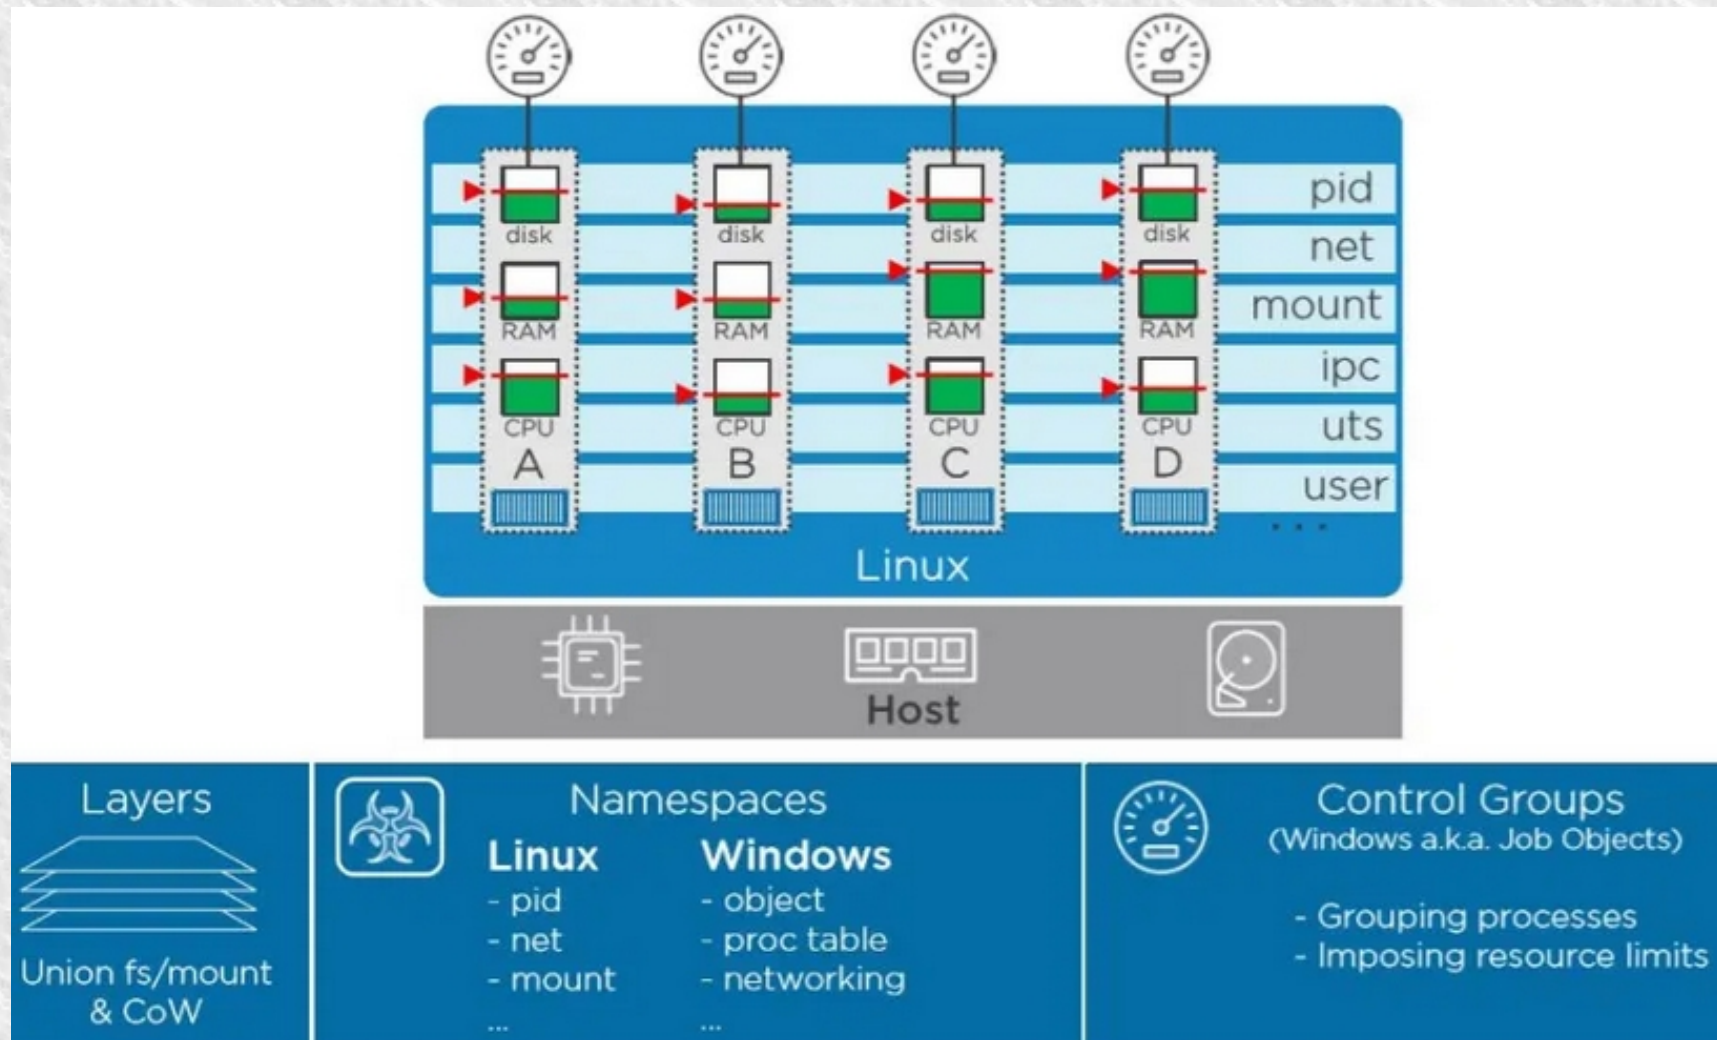 pid
disk disk disk disk
net
mount
RAM RAM RAM RAM
ipc
CPU CPU CPU CPU
uts
A B C D
user
...
Linux
Host
Layers
Union fs/mount
& CoW
Namespaces
Linux Windows
- pid - object
- net - proc table
- mount - networking
... ...
Control Groups
(Windows a.k.a. Job Objects)
- Grouping processes
- Imposing resource limits